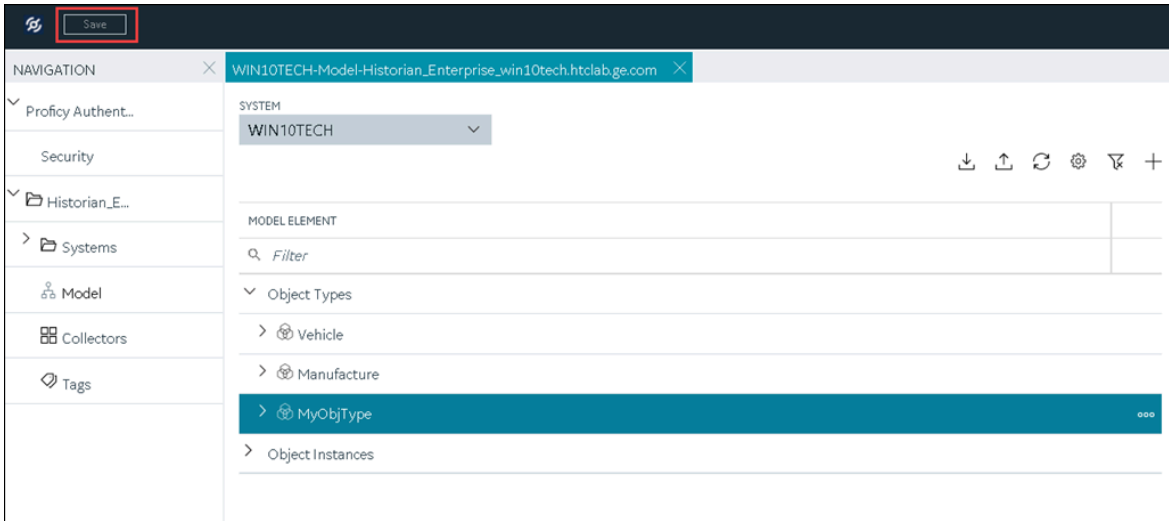 Save
NAVIGATION
WIN10TECH-Model-Historian_Enterprise_win10tech.htclab.ge.com
Proficy Authent...
Security
Historian_E...
Systems
Model
Collectors
Tags
SYSTEM
WIN10TECH
MODEL ELEMENT
Filter
Object Types
Vehicle
Manufacture
MyObjType
Object Instances